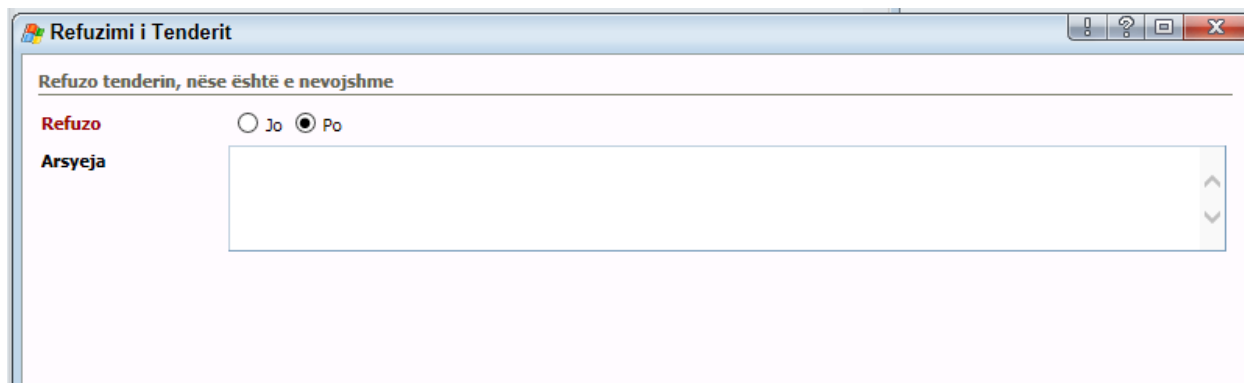 Refuzimi i Tenderit
Refuzo tenderin, nëse është e nevojshme
Refuzo Jo Po
Arsyeja